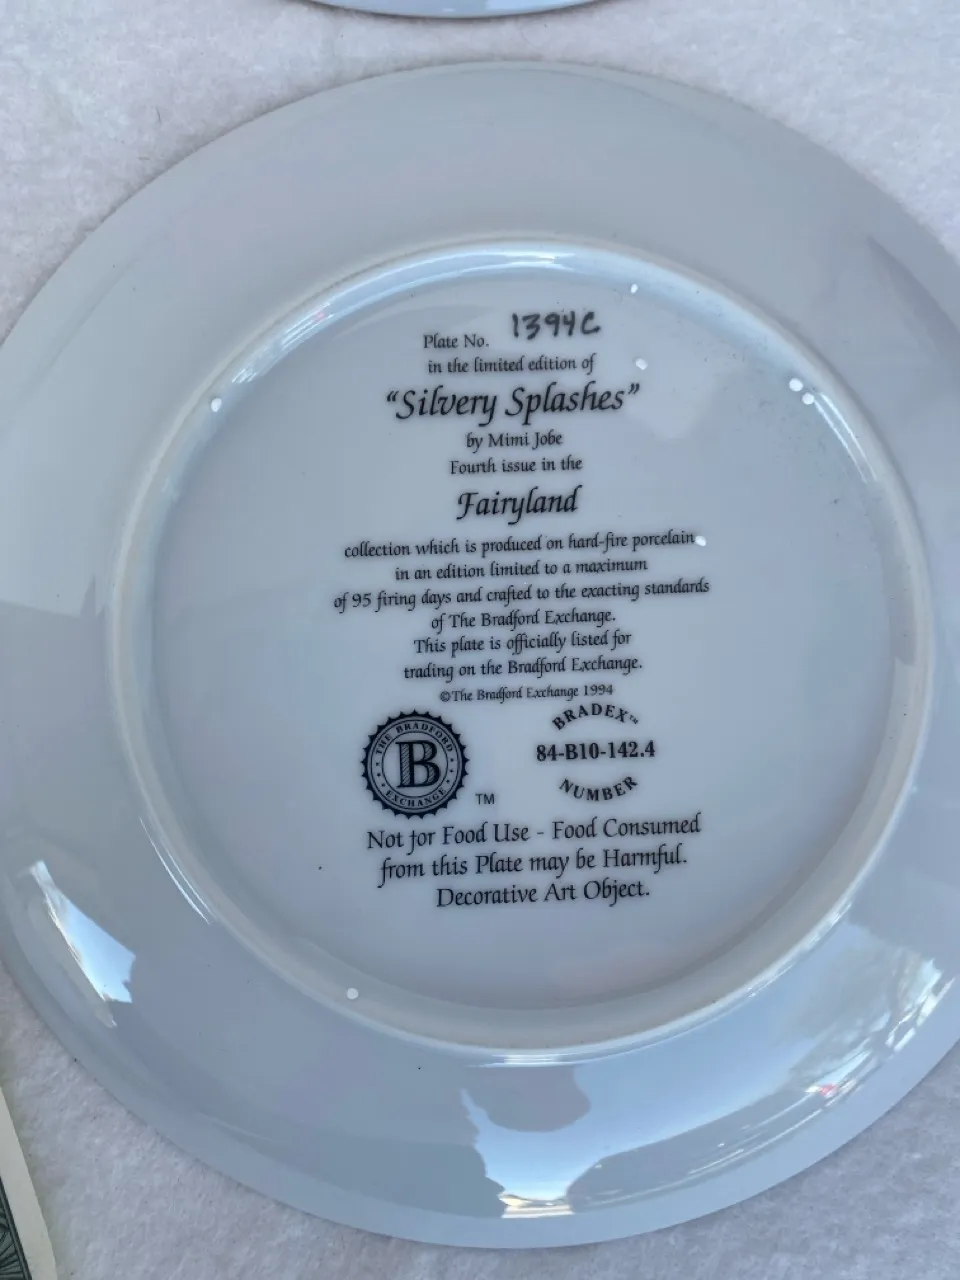 Plate No. 1394C
in the limited edition of
“Silvery Splashes”
by Mimi Jobe
Fourth issue in the
Fairyland
collection which is produced on hard-fire porcelain
in an edition limited to a maximum
of 95 firing days and crafted to the exacting standards
of The Bradford Exchange.
This plate is officially listed for
trading on the Bradford Exchange.
©The Bradford Exchange 1994
THE BRADFORD
B
EXCHANGE
TM
BRADEX™
84-B10-142.4
NUMBER
Not for Food Use - Food Consumed
from this Plate may be Harmful.
Decorative Art Object.